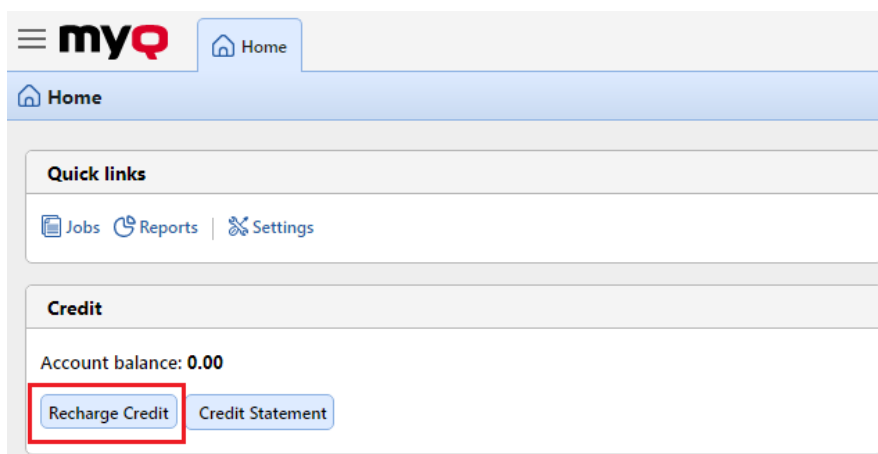 myQ Home
Home
Quick links
Jobs Reports | Settings
Credit
Account balance: 0.00
Recharge Credit Credit Statement